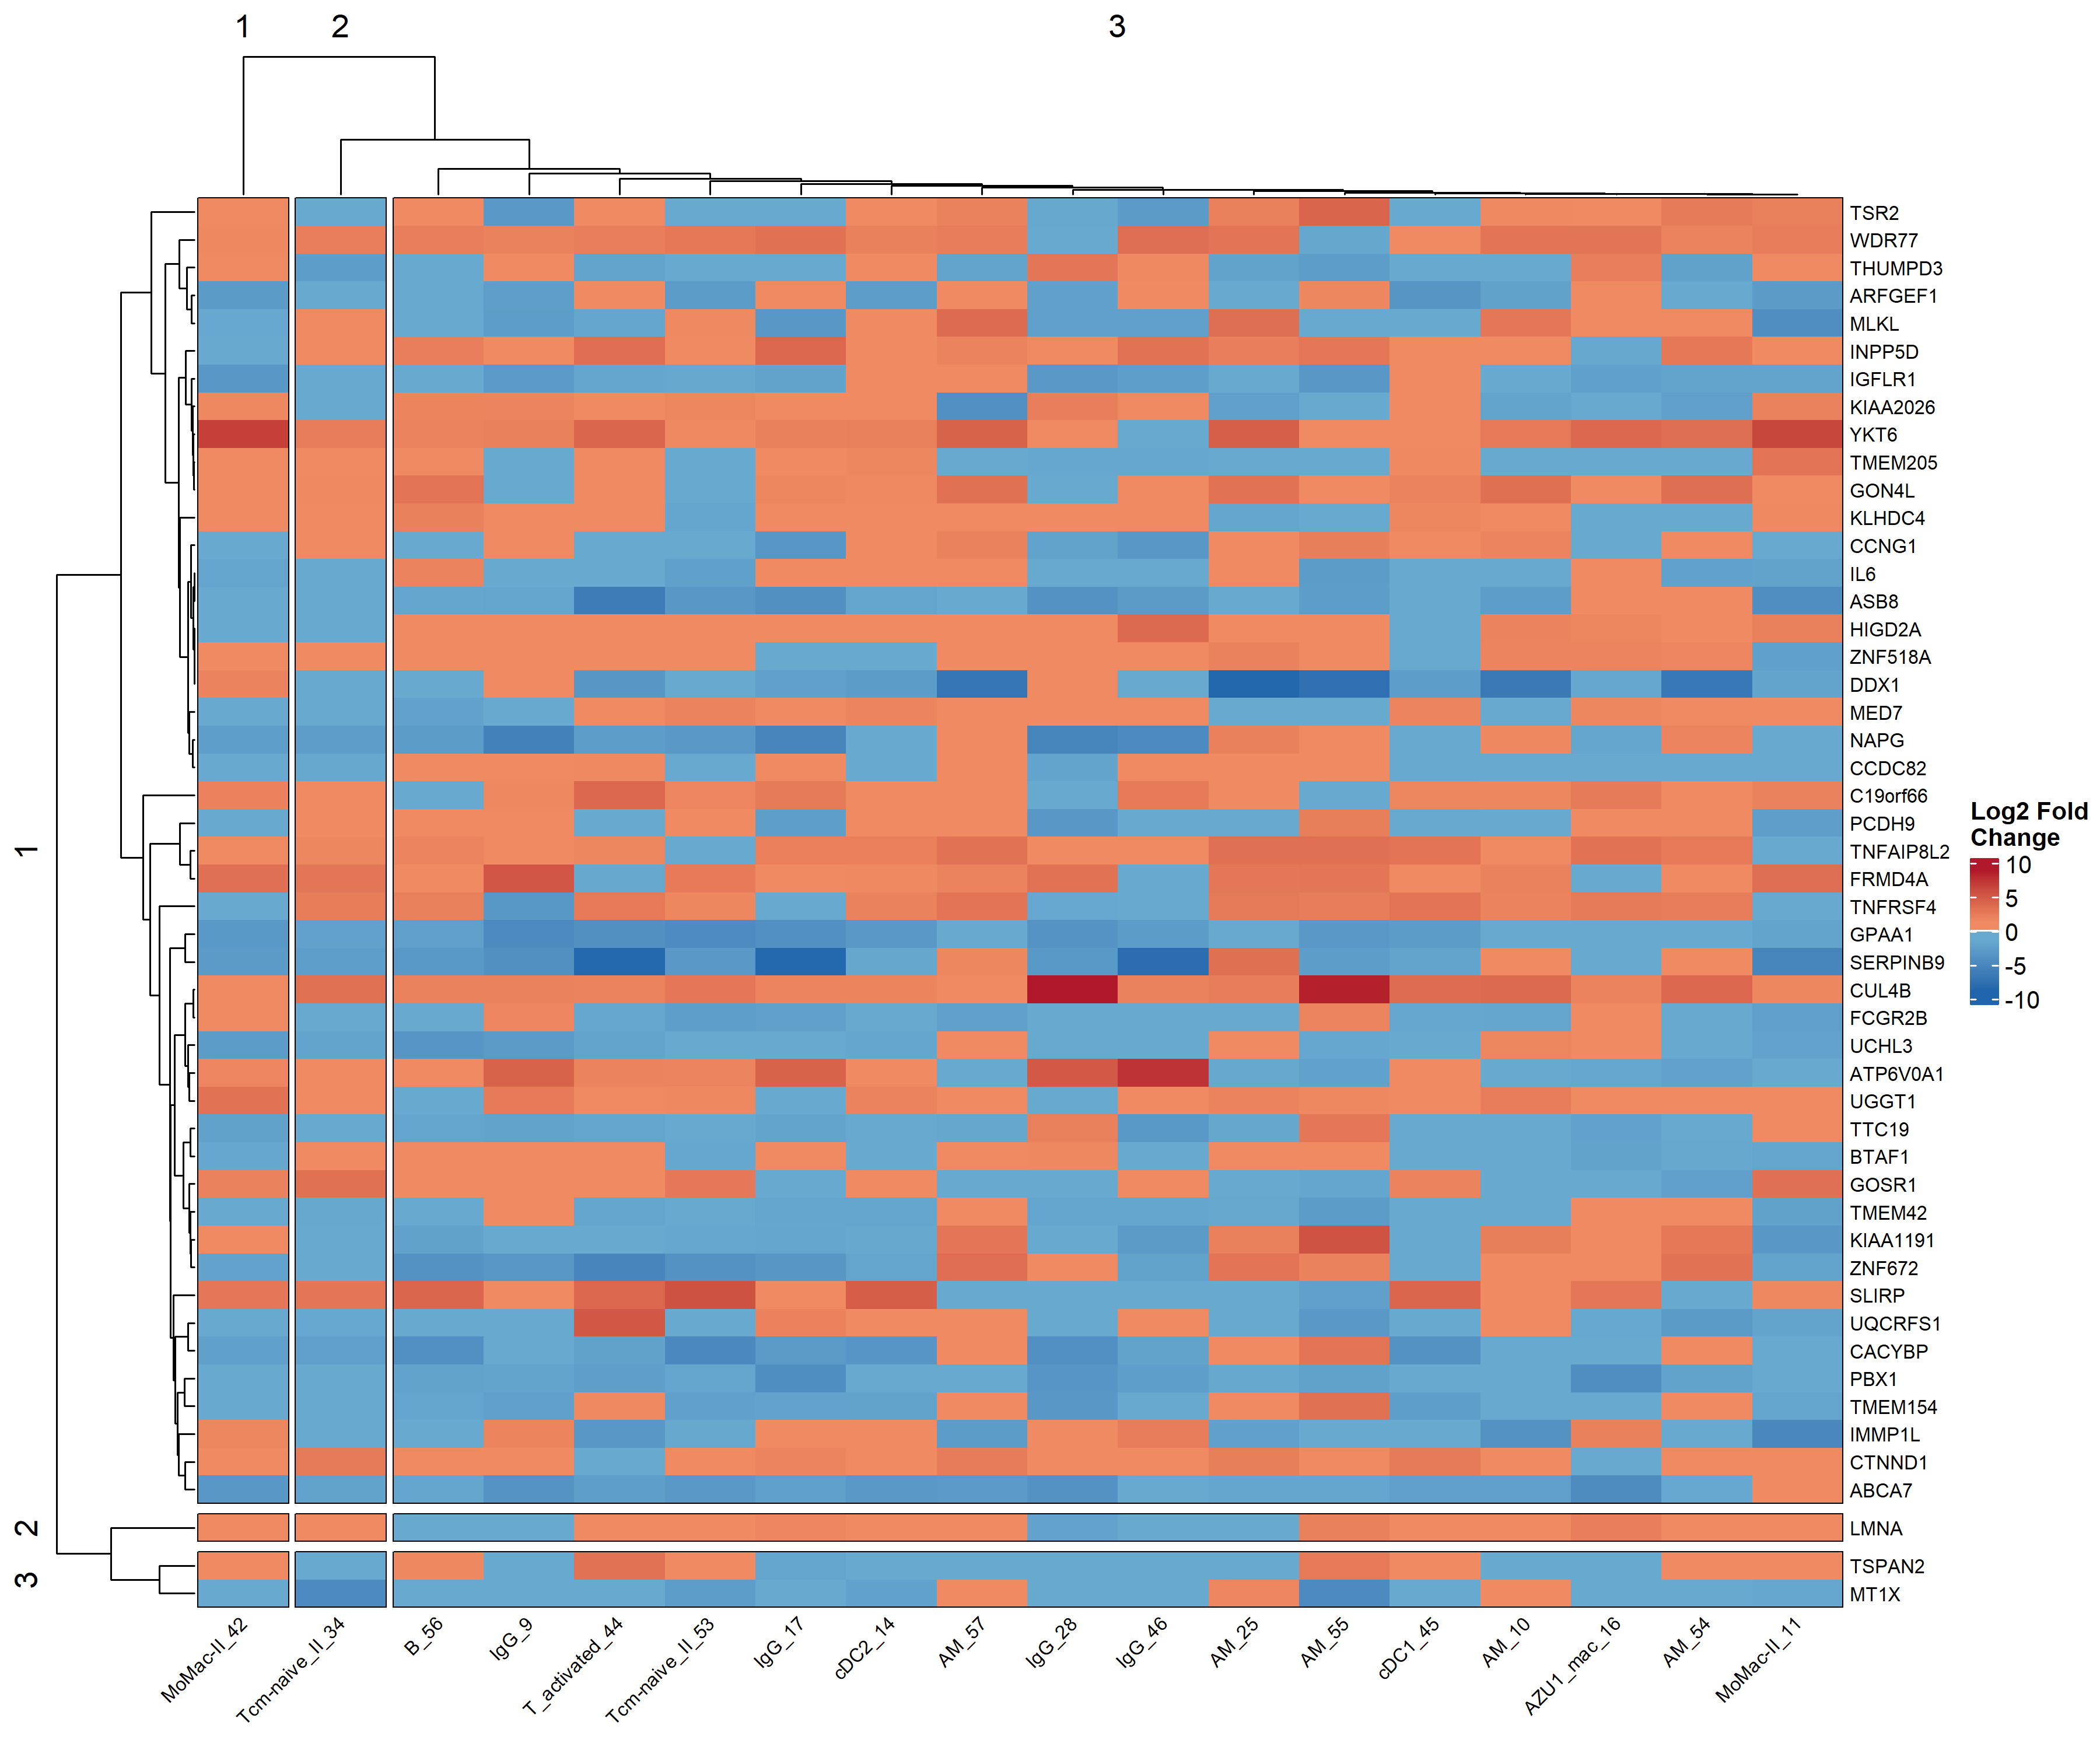 1
2
3
TSR2
WDR77
THUMPD3
ARFGEF1
MLKL
INPP5D
IGFLR1
KIAA2026
YKT6
TMEM205
GON4L
KLHDC4
CCNG1
IL6
ASB8
HIGD2A
ZNF518A
DDX1
MED7
NAPG
CCDC82
C19orf66
PCDH9
TNFAIP8L2
FRMD4A
TNFRSF4
GPAA1
SERPINB9
CUL4B
FCGR2B
UCHL3
ATP6V0A1
UGGT1
TTC19
BTAF1
GOSR1
TMEM42
KIAA1191
ZNF672
SLIRP
UQCRFS1
CACYBP
PBX1
TMEM154
IMMP1L
CTNND1
ABCA7
LMNA
TSPAN2
MT1X
1
2
3
Log2 Fold
Change
10
5
0
-5
-10
MoMac-II_42
Tcm-naive_II_34
B_56
IgG_9
T_activated_44
Tcm-naive_II_53
IgG_17
cDC2_14
AM_57
IgG_28
IgG_46
AM_25
AM_55
cDC1_45
AM_10
AZU1_mac_16
AM_54
MoMac-II_11